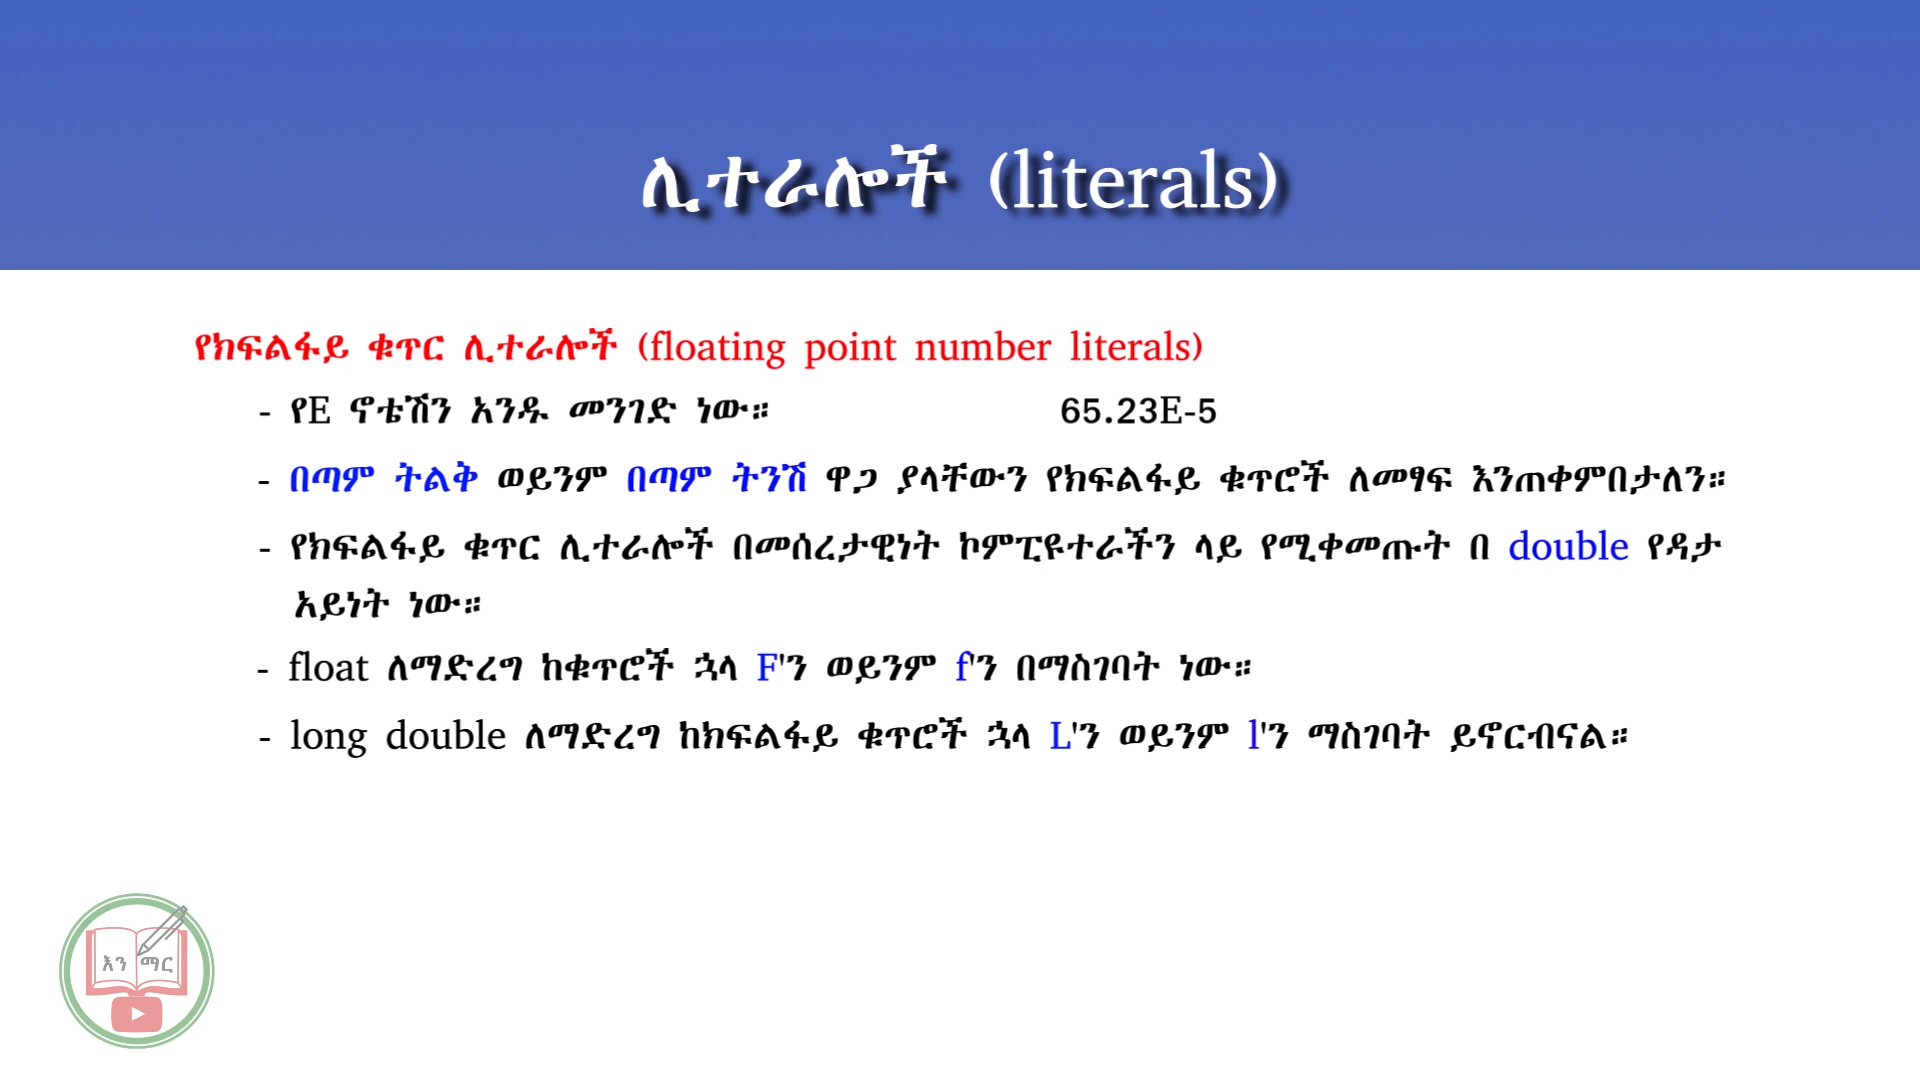 ሊተራሎች (literals)
የክፍልፋይ ቁጥር ሊተራሎች (floating point number literals)
- የE ኖቴሽን አንዱ መንገድ ነው። 65.23E-5
- በጣም ትልቅ ወይንም በጣም ትንሽ ዋጋ ያላቸውን የክፍልፋይ ቁጥሮች ለመፃፍ እንጠቀምበታለን።
- የክፍልፋይ ቁጥር ሊተራሎች በመሰረታዊነት ኮምፒዩተራችን ላይ የሚቀመጡት በ double የዳታ
አይነት ነው።
- float ለማድረግ ከቁጥሮች ኋላ F'ን ወይንም f'ን በማስገባት ነው።
- long double ለማድረግ ከክፍልፋይ ቁጥሮች ኋላ L'ን ወይንም l'ን ማስገባት ይኖርብናል።
እን ማር